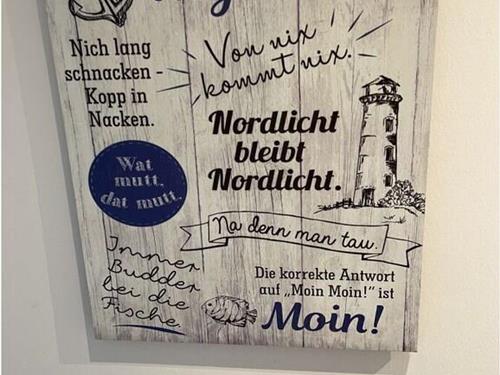 Nich lang
schnacken -
Kopp in
Nacken.
Von nix
kommt nix.
Nordlicht
bleibt
Nordlicht.
Wat
mutt,
dat mutt.
Na denn man tau.
Immer
Budder
bei die
Fische.
Die korrekte Antwort
auf „Moin Moin!" ist
Moin!